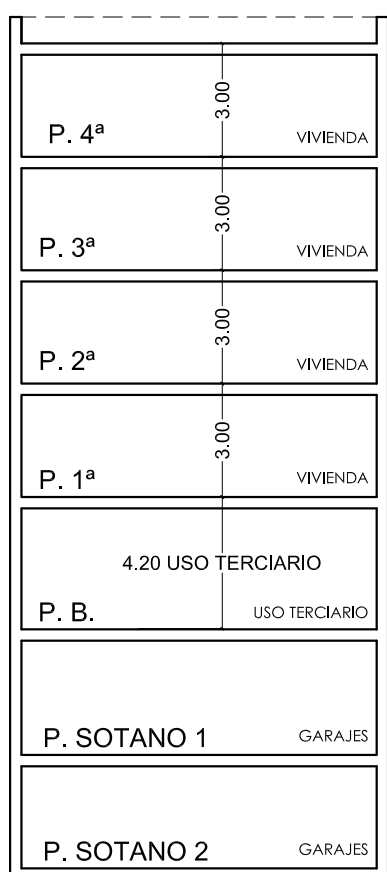 3.00
P. 4ª VIVIENDA
3.00
P. 3ª VIVIENDA
3.00
P. 2ª VIVIENDA
3.00
P. 1ª VIVIENDA
4.20 USO TERCIARIO
P. B. USO TERCIARIO
P. SOTANO 1 GARAJES
P. SOTANO 2 GARAJES